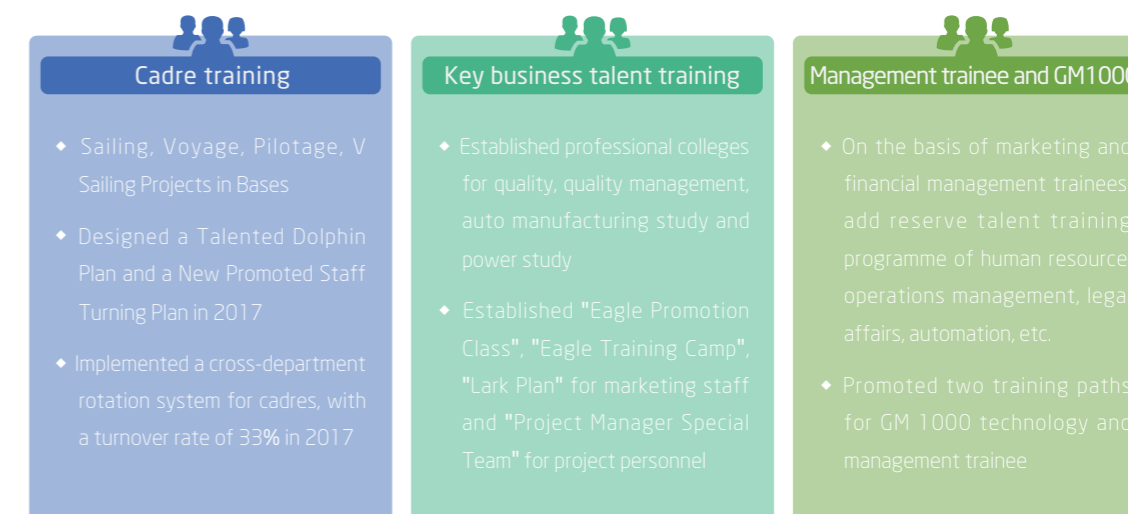 Cadre training
Sailing, Voyage, Pilotage, V
Sailing Projects in Bases
Designed a Talented Dolphin
Plan and a New Promoted Staff
Turning Plan in 2017
Implemented a cross-department
rotation system for cadres, with
a turnover rate of 33% in 2017
Key business talent training
Established professional colleges
for quality, quality management,
auto manufacturing study and
power study
Established "Eagle Promotion
Class", "Eagle Training Camp",
"Lark Plan" for marketing staff
and "Project Manager Special
Team" for project personnel
Management trainee and GM1000
On the basis of marketing and
financial management trainees
add reserve talent training
programme of human resource
operations management, lega
affairs, automation, etc.
Promoted two training paths
for GM 1000 technology and
management trainee